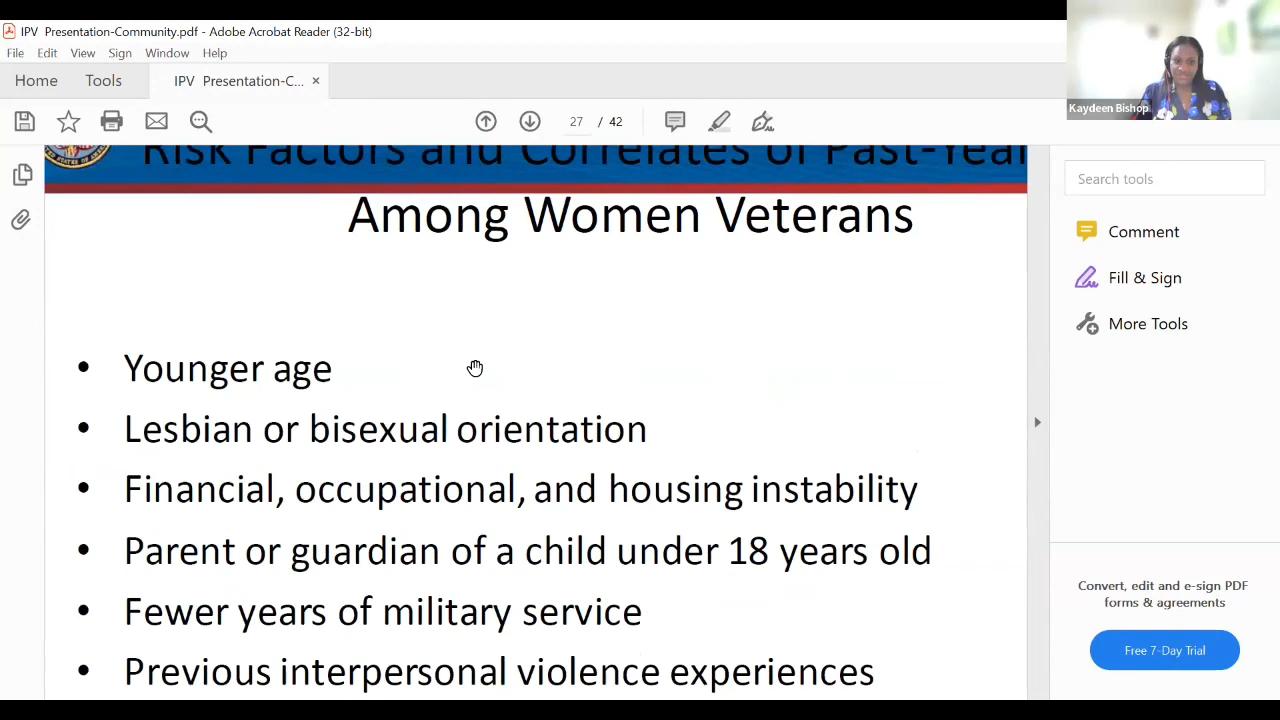 IPV Presentation-Community.pdf - Adobe Acrobat Reader (32-bit)
File Edit View Sign Window Help
Home Tools IPV Presentation-C... ×
27 / 42
Kaydeen Bishop
Risk Factors and Correlates of Past-Year
Among Women Veterans
• Younger age
• Lesbian or bisexual orientation
• Financial, occupational, and housing instability
• Parent or guardian of a child under 18 years old
• Fewer years of military service
• Previous interpersonal violence experiences
Search tools
Comment
Fill & Sign
More Tools
Convert, edit and e-sign PDF
forms & agreements
Free 7-Day Trial